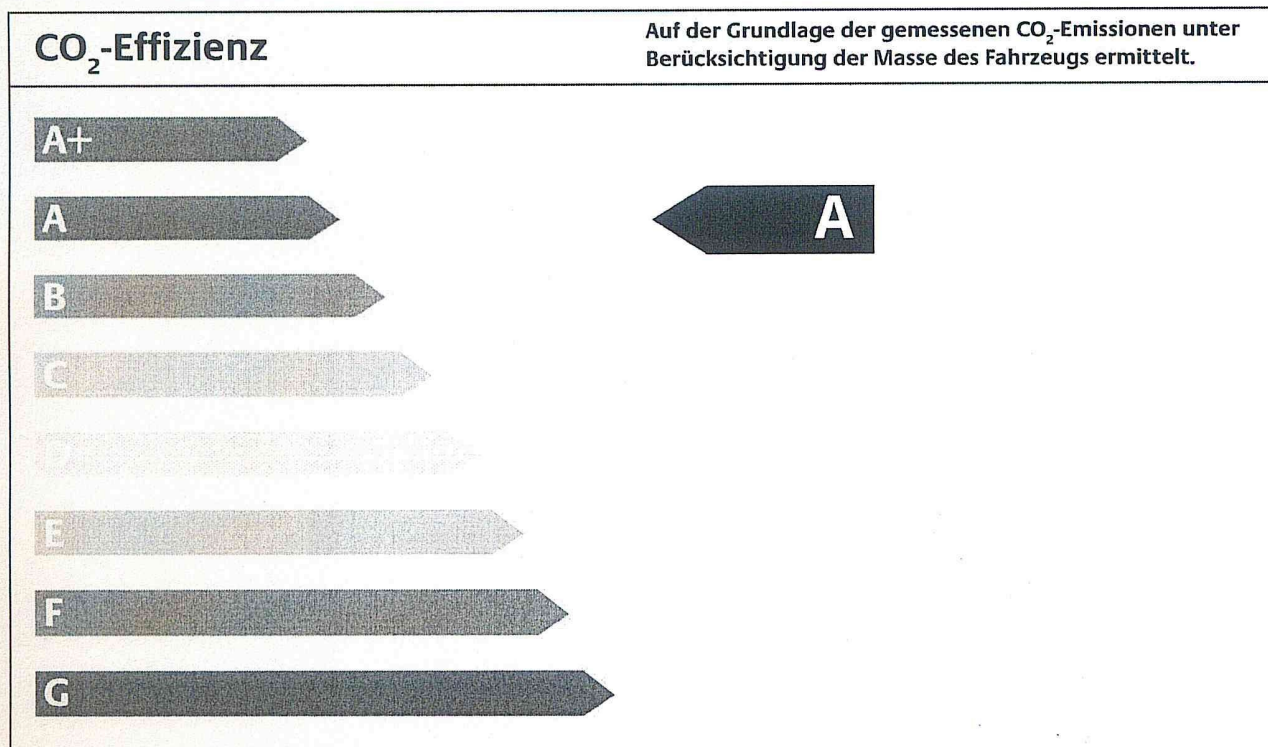 CO₂-Effizienz
Auf der Grundlage der gemessenen CO₂-Emissionen unter
Berücksichtigung der Masse des Fahrzeugs ermittelt.
A+
A
A
B
C
D
E
F
G